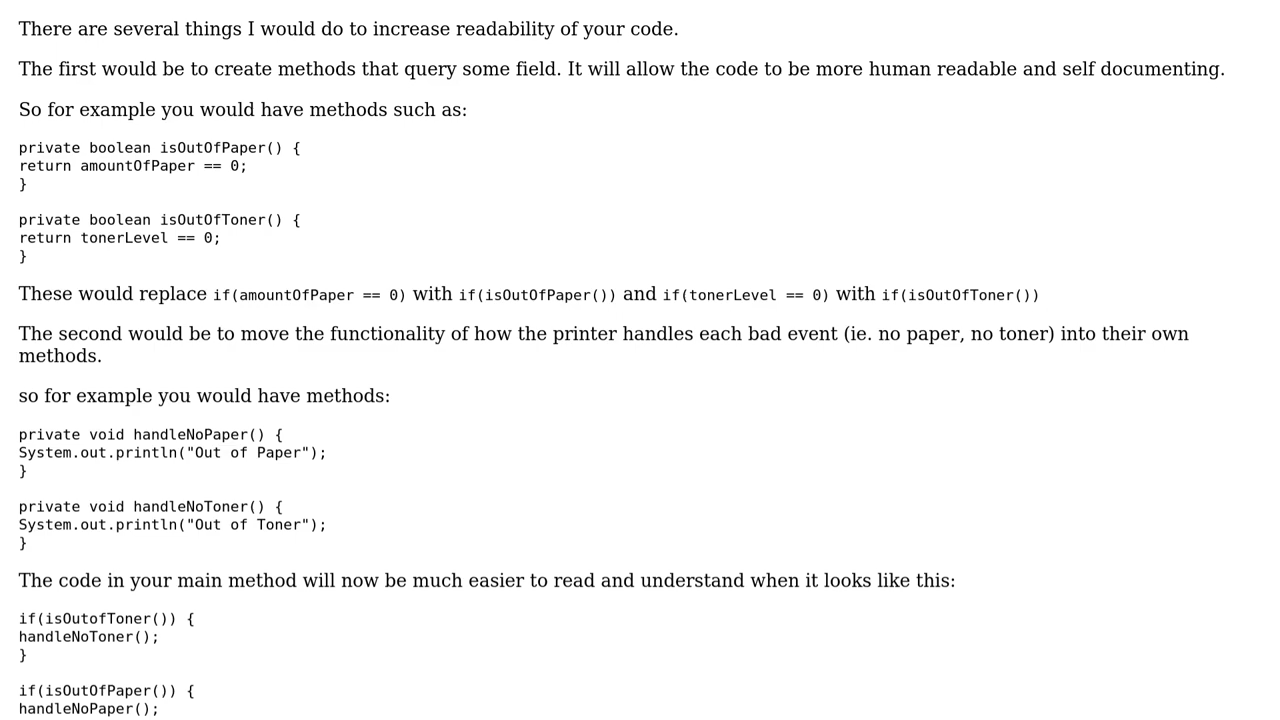 There are several things I would do to increase readability of your code.
The first would be to create methods that query some field. It will allow the code to be more human readable and self documenting.
So for example you would have methods such as:
private boolean isOutOfPaper() {
return amountOfPaper == 0;
}
private boolean isOutOfToner() {
return tonerLevel == 0;
}
These would replace if(amountOfPaper == 0) with if(isOutOfPaper()) and if(tonerLevel == 0) with if(isOutOfToner())
The second would be to move the functionality of how the printer handles each bad event (ie. no paper, no toner) into their own
methods.
so for example you would have methods:
private void handleNoPaper() {
System.out.println("Out of Paper");
}
private void handleNoToner() {
System.out.println("Out of Toner");
}
The code in your main method will now be much easier to read and understand when it looks like this:
if(isOutofToner()) {
handleNoToner();
}
if(isOutOfPaper()) {
handleNoPaper();